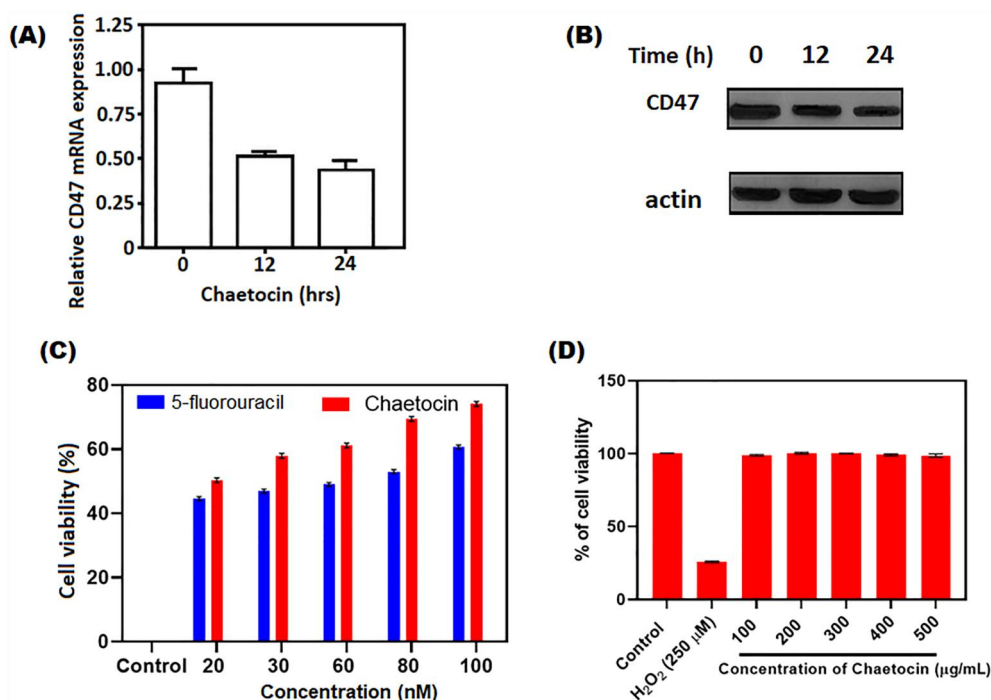 (A)
Relative CD47 mRNA expression
1.25
1.00
0.75
0.50
0.25
0
0 12 24
Chaetocin (hrs)
(B)
Time (h) 0 12 24
CD47
actin
(C)
Cell viability (%)
80
60
40
20
0
5-fluorouracil Chaetocin
Control 20 30 60 80 100
Concentration (nM)
(D)
% of cell viability
150
100
50
0
Control H₂O₂ (250 μM) 100 200 300 400 500
Concentration of Chaetocin (μg/mL)